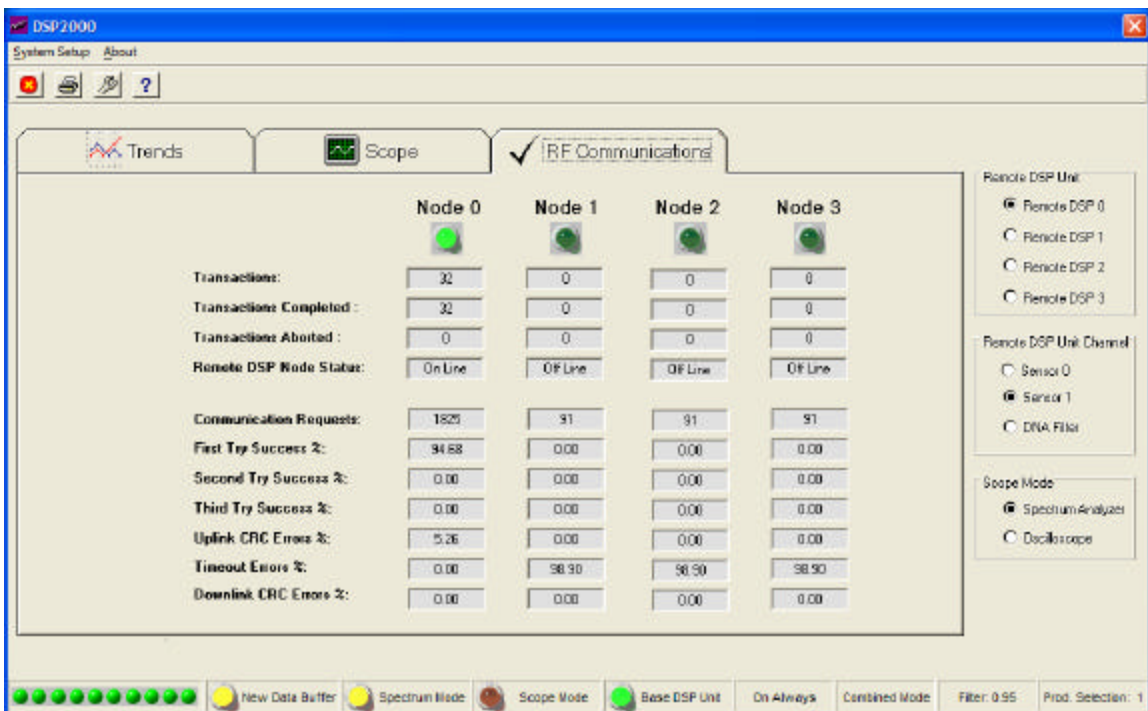 DSP2000
System Setup About
?
Trends Scope RF Communications
Node 0 Node 1 Node 2 Node 3
Transactions: 32 0 0 0
Transactions Completed : 32 0 0 0
Transactions Aborted : 0 0 0 0
Remote DSP Node Status: On Line Off Line Off Line Off Line
Communication Requests: 1825 91 91 91
First Try Success %: 94.68 0.00 0.00 0.00
Second Try Success %: 0.00 0.00 0.00 0.00
Third Try Success %: 0.00 0.00 0.00 0.00
Uplink CRC Errors %: 5.26 0.00 0.00 0.00
Timeout Errors %: 0.00 98.90 98.90 98.90
Downlink CRC Errors %: 0.00 0.00 0.00 0.00
Remote DSP Unit
Remote DSP 0
Remote DSP 1
Remote DSP 2
Remote DSP 3
Remote DSP Unit Channel
Sensor 0
Sensor 1
DNA Filter
Scope Mode
Spectrum Analyzer
Oscilloscope
New Data Buffer Spectrum Mode Scope Mode Base DSP Unit On Always Combined Mode Filter: 0.95 Prod. Selection: 1